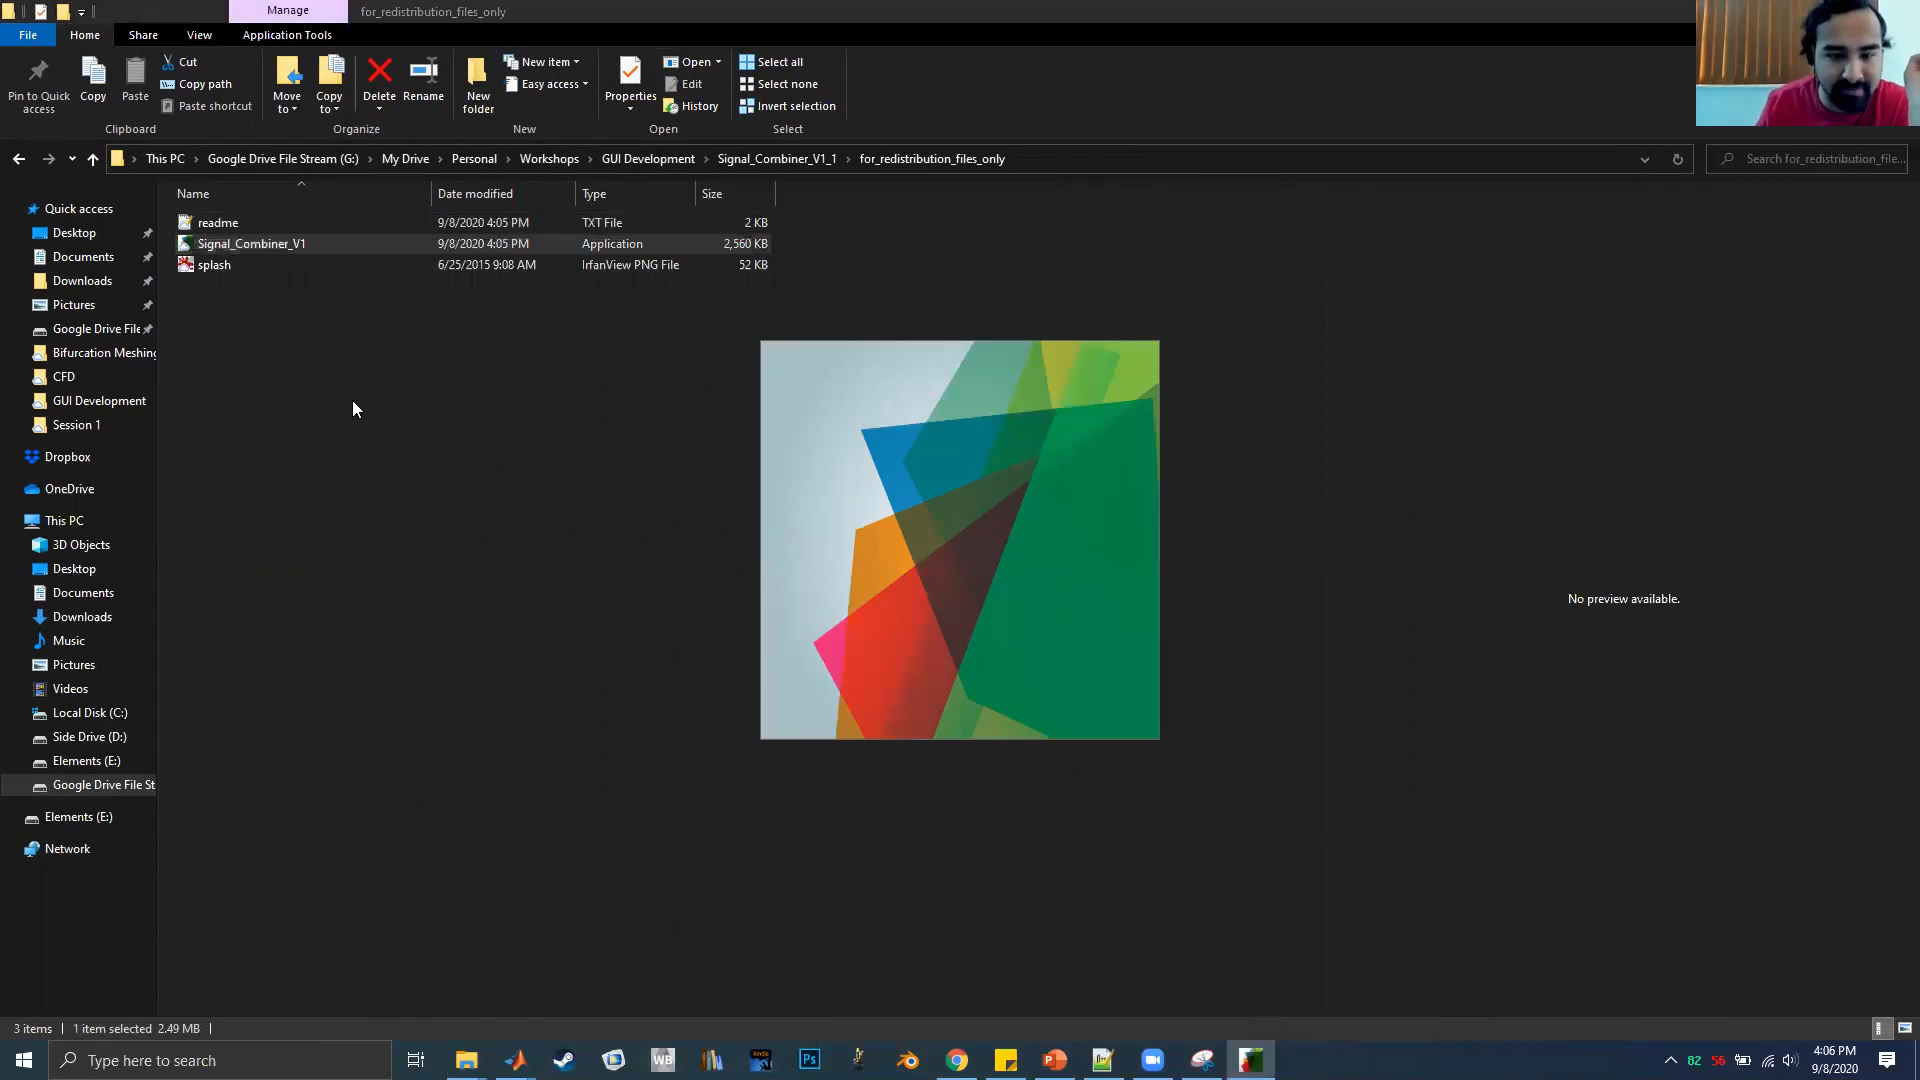 Manage
for_redistribution_files_only
File
Home
Share
View
Application Tools
Pin to Quick access
Copy
Paste
Cut
Copy path
Paste shortcut
Clipboard
Move to
Copy to
Delete
Rename
Organize
New folder
New item
Easy access
New
Properties
Open
Edit
History
Open
Select all
Select none
Invert selection
Select
This PC
Google Drive File Stream (G:)
My Drive
Personal
Workshops
GUI Development
Signal_Combiner_V1_1
for_redistribution_files_only
Search for_redistribution_file...
Name
Date modified
Type
Size
readme 9/8/2020 4:05 PM TXT File 2 KB
Signal_Combiner_V1 9/8/2020 4:05 PM Application 2,560 KB
splash 6/25/2015 9:08 AM IrfanView PNG File 52 KB
Quick access
Desktop
Documents
Downloads
Pictures
Google Drive File
Bifurcation Meshing
CFD
GUI Development
Session 1
Dropbox
OneDrive
This PC
3D Objects
Desktop
Documents
Downloads
Music
Pictures
Videos
Local Disk (C:)
Side Drive (D:)
Elements (E:)
Google Drive File St
Elements (E:)
Network
No preview available.
3 items
1 item selected 2.49 MB
Type here to search
WB
kindle
Ps
82
56
4:06 PM
9/8/2020